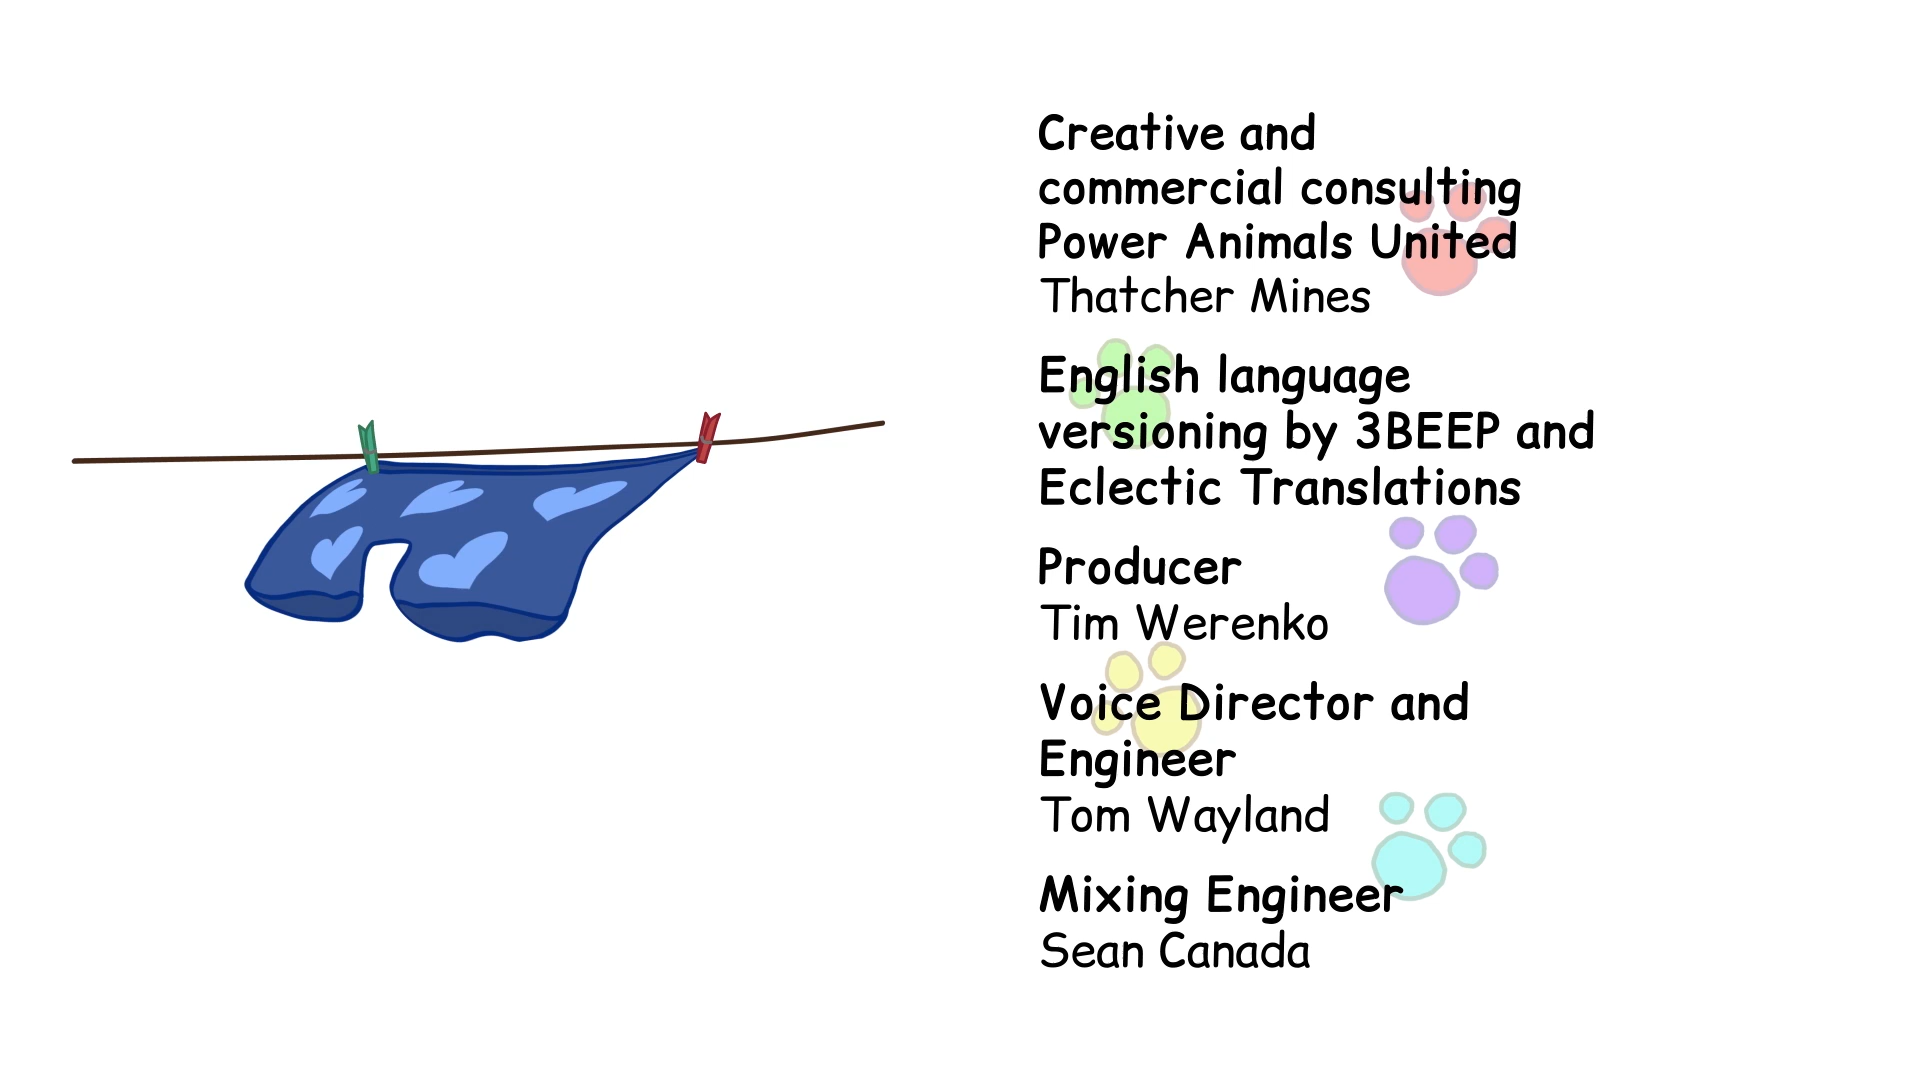 Creative and
commercial consulting
Power Animals United
Thatcher Mines
English language
versioning by 3BEEP and
Eclectic Translations
Producer
Tim Werenko
Voice Director and
Engineer
Tom Wayland
Mixing Engineer
Sean Canada